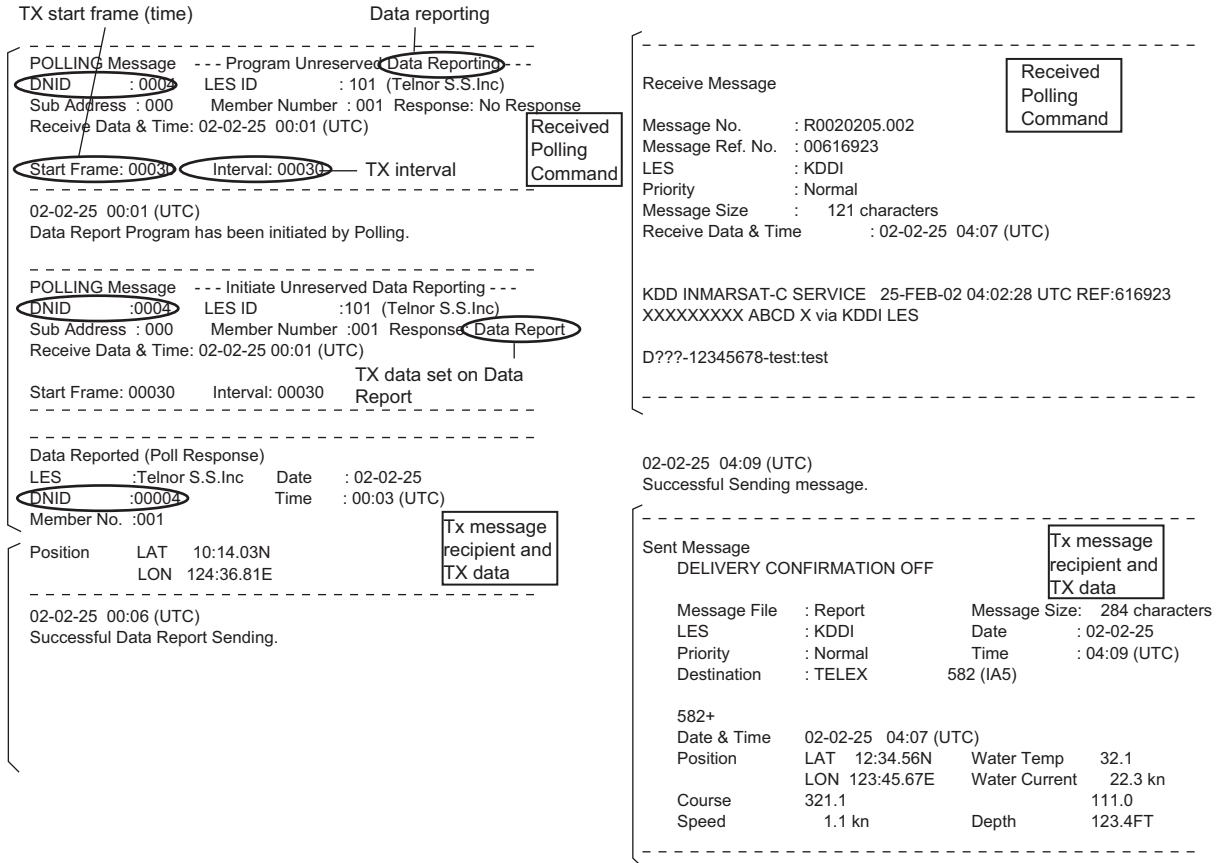 TX start frame (time)
Data reporting
POLLING Message - - - Program Unreserved Data Reporting - - -
DNID : 0004 LES ID : 101 (Telnor S.S.Inc)
Sub Address : 000 Member Number : 001 Response: No Response
Receive Data & Time: 02-02-25 00:01 (UTC)
Received
Polling
Command
Start Frame: 00030 Interval: 00030
TX interval
02-02-25 00:01 (UTC)
Data Report Program has been initiated by Polling.
POLLING Message - - - Initiate Unreserved Data Reporting - - -
DNID :0004 LES ID :101 (Telnor S.S.Inc)
Sub Address : 000 Member Number :001 Response: Data Report
Receive Data & Time: 02-02-25 00:01 (UTC)
TX data set on Data
Report
Start Frame: 00030 Interval: 00030
Data Reported (Poll Response)
LES :Telnor S.S.Inc Date : 02-02-25
DNID :00004 Time : 00:03 (UTC)
Member No. :001
Tx message
recipient and
TX data
Position LAT 10:14.03N
LON 124:36.81E
02-02-25 00:06 (UTC)
Successful Data Report Sending.
Receive Message
Received
Polling
Command
Message No. : R0020205.002
Message Ref. No. : 00616923
LES : KDDI
Priority : Normal
Message Size : 121 characters
Receive Data & Time : 02-02-25 04:07 (UTC)
KDD INMARSAT-C SERVICE 25-FEB-02 04:02:28 UTC REF:616923
XXXXXXXXX ABCD X via KDDI LES
D???-12345678-test:test
02-02-25 04:09 (UTC)
Successful Sending message.
Sent Message
DELIVERY CONFIRMATION OFF
Tx message
recipient and
TX data
Message File : Report Message Size: 284 characters
LES : KDDI Date : 02-02-25
Priority : Normal Time : 04:09 (UTC)
Destination : TELEX 582 (IA5)
582+
Date & Time 02-02-25 04:07 (UTC)
Position LAT 12:34.56N Water Temp 32.1
LON 123:45.67E Water Current 22.3 kn
Course 321.1 111.0
Speed 1.1 kn Depth 123.4FT